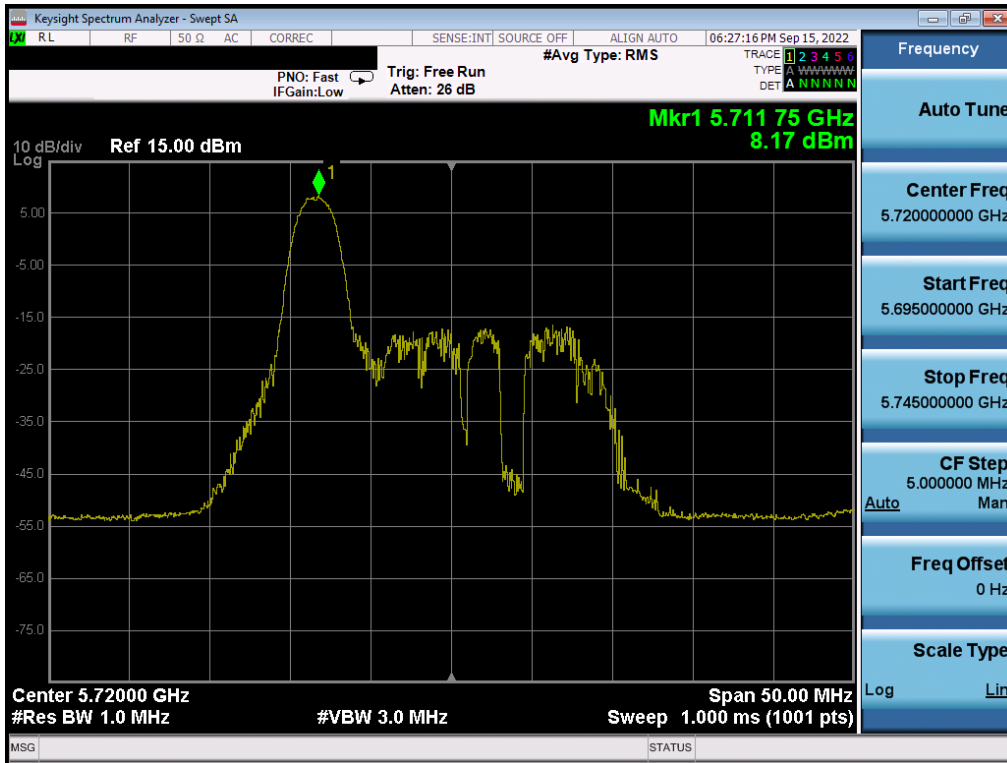 Keysight Spectrum Analyzer - Swept SA
LXI RL RF 50 Ω AC CORREC SENSE:INT SOURCE OFF ALIGN AUTO 06:27:16 PM Sep 15, 2022
#Avg Type: RMS
TRACE 1 2 3 4 5 6
TYPE A WWWWW
DET A N N N N N
PNO: Fast
IFGain:Low
Trig: Free Run
Atten: 26 dB
Mkr1 5.711 75 GHz
8.17 dBm
10 dB/div Ref 15.00 dBm
Log
1
5.00
-5.00
-15.0
-25.0
-35.0
-45.0
-55.0
-65.0
-75.0
Center 5.72000 GHz Span 50.00 MHz
#Res BW 1.0 MHz #VBW 3.0 MHz Sweep 1.000 ms (1001 pts)
MSG STATUS
Frequency
Auto Tune
Center Freq
5.720000000 GHz
Start Freq
5.695000000 GHz
Stop Freq
5.745000000 GHz
CF Step
5.000000 MHz
Auto Man
Freq Offset
0 Hz
Scale Type
Log Lin